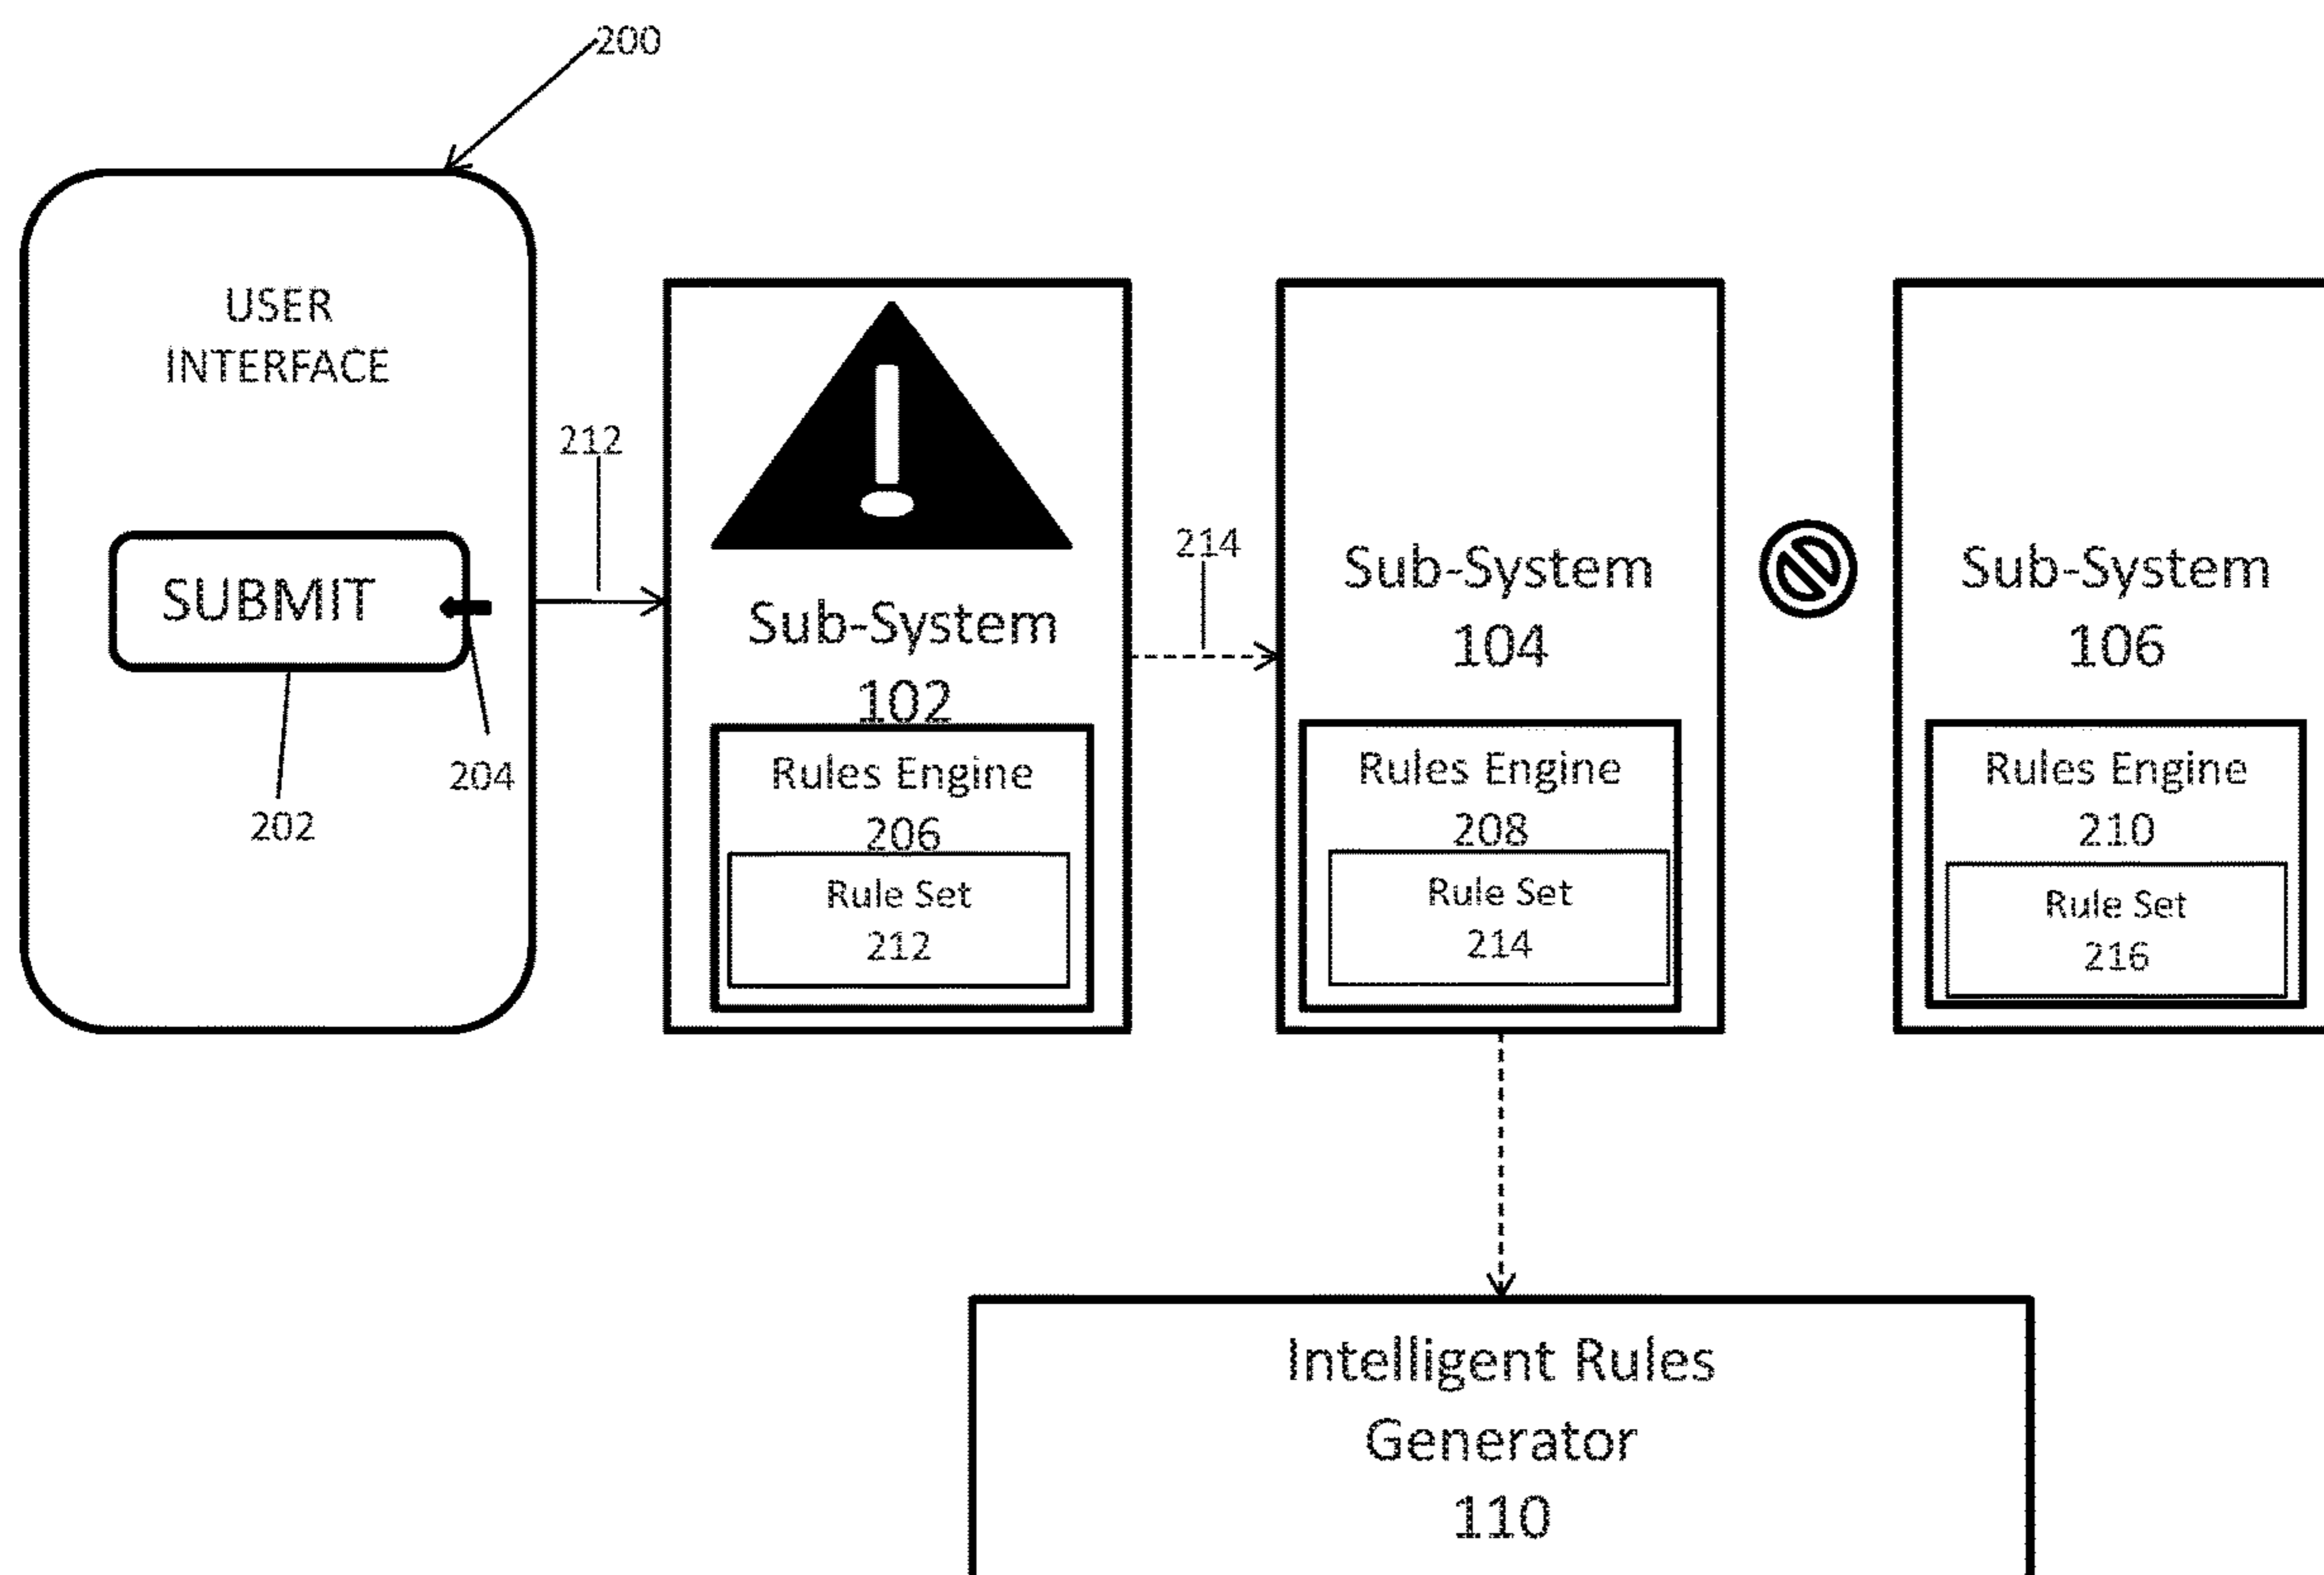 200
USER
INTERFACE
SUBMIT
204
202
212
Sub-System
102
Rules Engine
206
Rule Set
212
214
Sub-System
104
Rules Engine
208
Rule Set
214
Sub-System
106
Rules Engine
210
Rule Set
216
Intelligent Rules
Generator
110